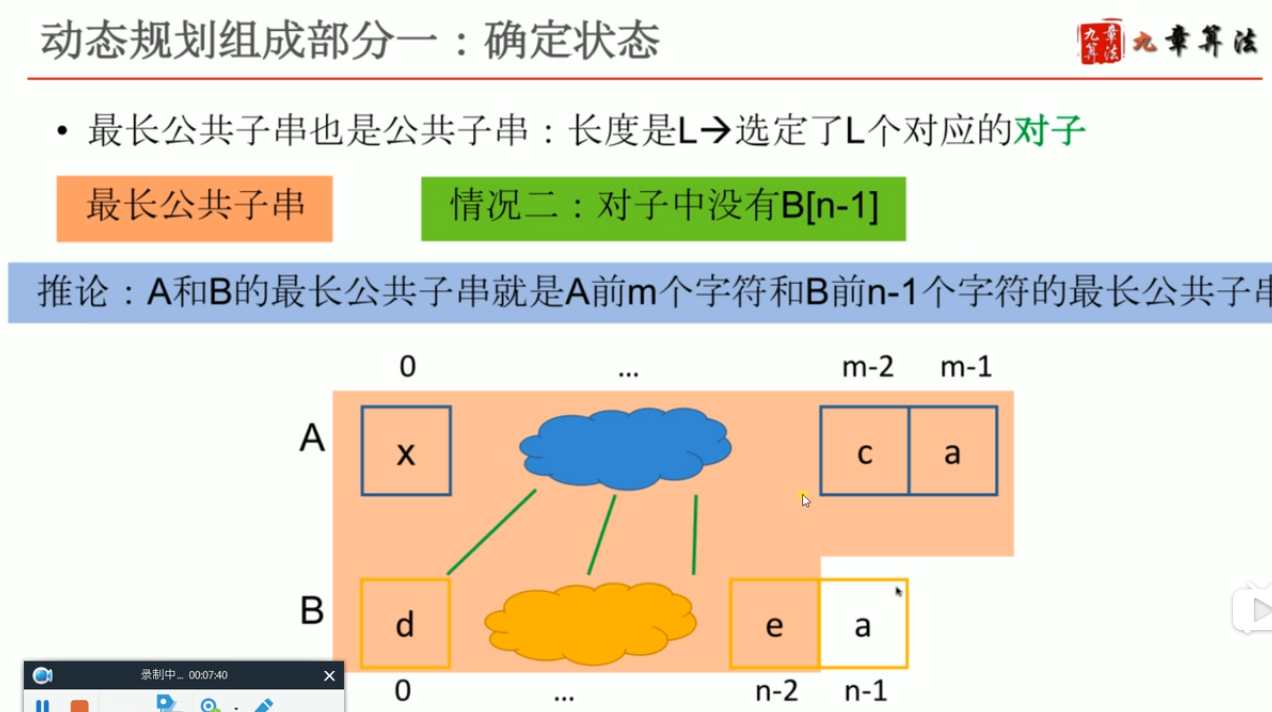 动态规划组成部分一：确定状态
九章算法 九章算法
• 最长公共子串也是公共子串：长度是L→选定了L个对应的对子
最长公共子串 情况二：对子中没有B[n-1]
推论：A和B的最长公共子串就是A前m个字符和B前n-1个字符的最长公共子串
0 ... m-2 m-1
A x c a
B d e a
0 ... n-2 n-1
录制中... 00:07:40